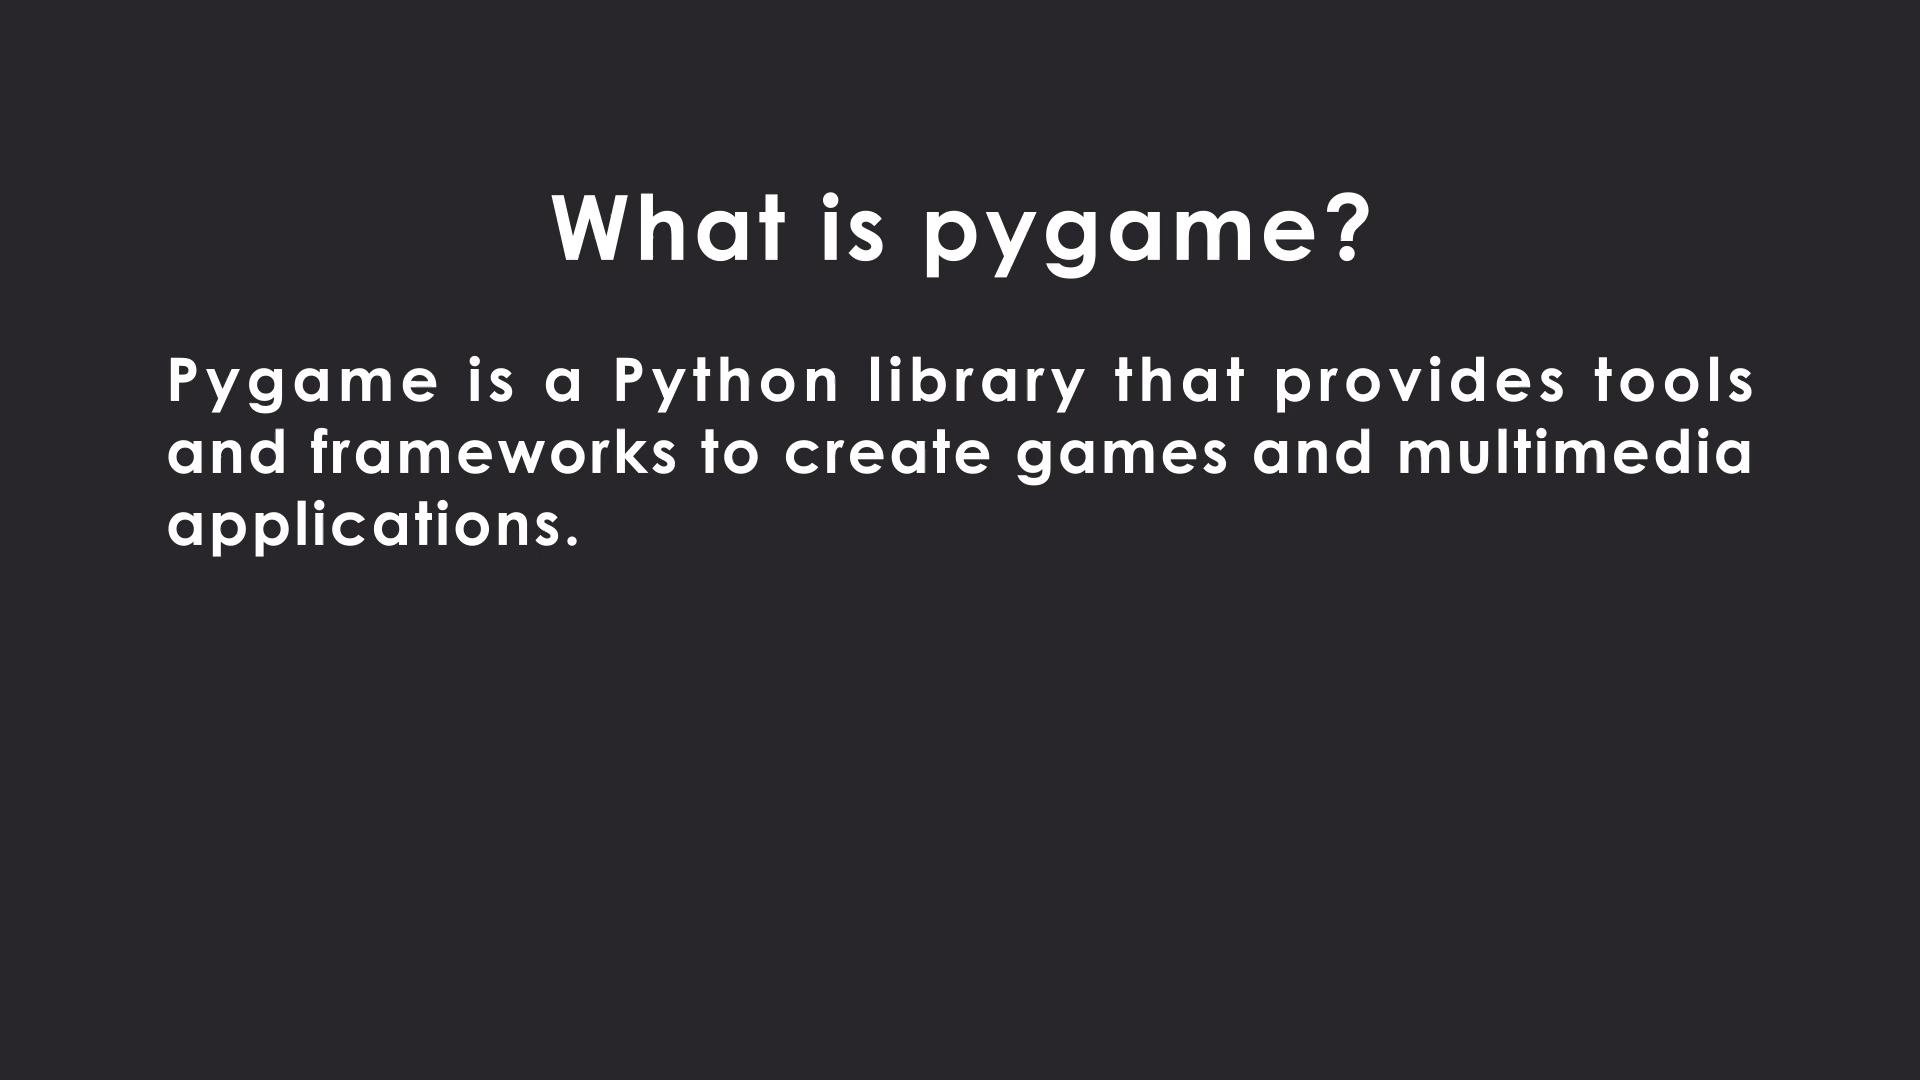 What is pygame?
Pygame is a Python library that provides tools
and frameworks to create games and multimedia
applications.